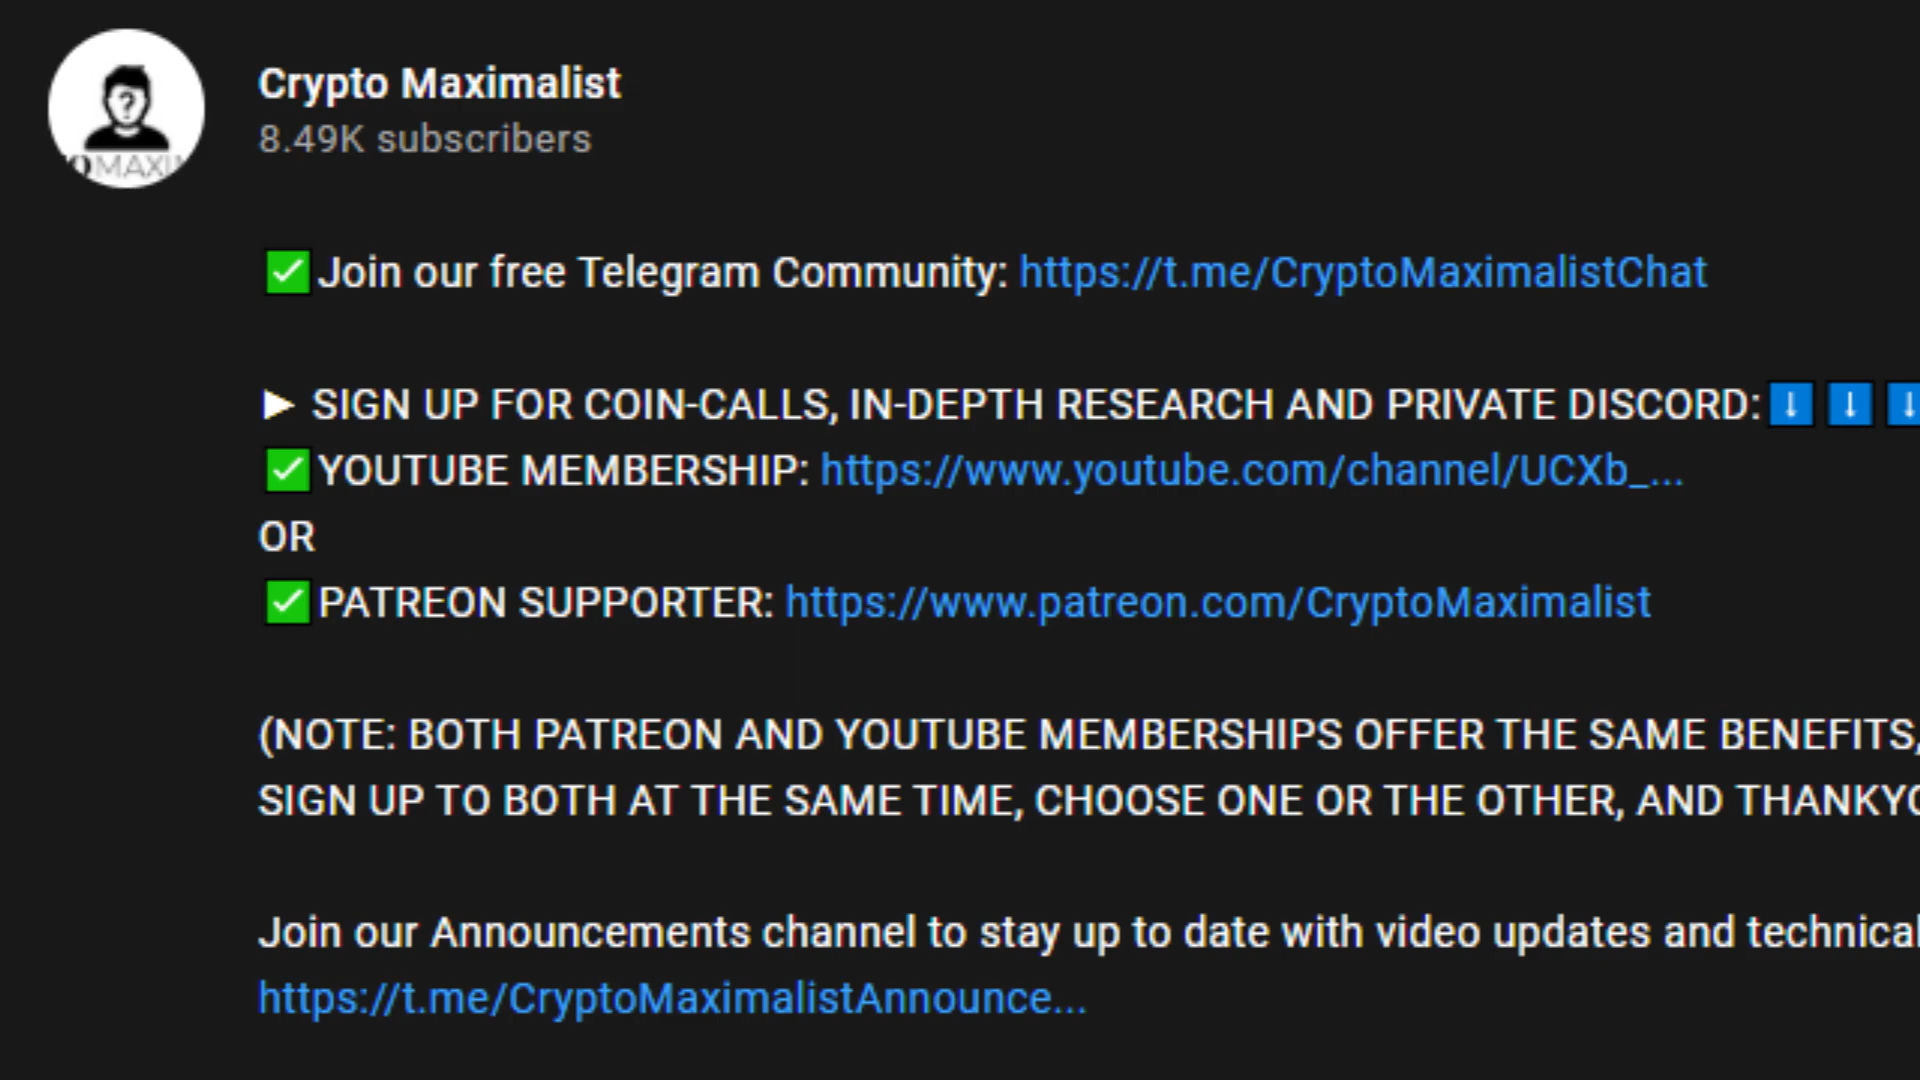 Crypto Maximalist
8.49K subscribers
OMAXIM
✅Join our free Telegram Community: https://t.me/CryptoMaximalistChat
► SIGN UP FOR COIN-CALLS, IN-DEPTH RESEARCH AND PRIVATE DISCORD:⬇️⬇️⬇️
✅YOUTUBE MEMBERSHIP: https://www.youtube.com/channel/UCXb_...
OR
✅PATREON SUPPORTER: https://www.patreon.com/CryptoMaximalist
(NOTE: BOTH PATREON AND YOUTUBE MEMBERSHIPS OFFER THE SAME BENEFITS,
SIGN UP TO BOTH AT THE SAME TIME, CHOOSE ONE OR THE OTHER, AND THANKYO
Join our Announcements channel to stay up to date with video updates and technical
https://t.me/CryptoMaximalistAnnounce...